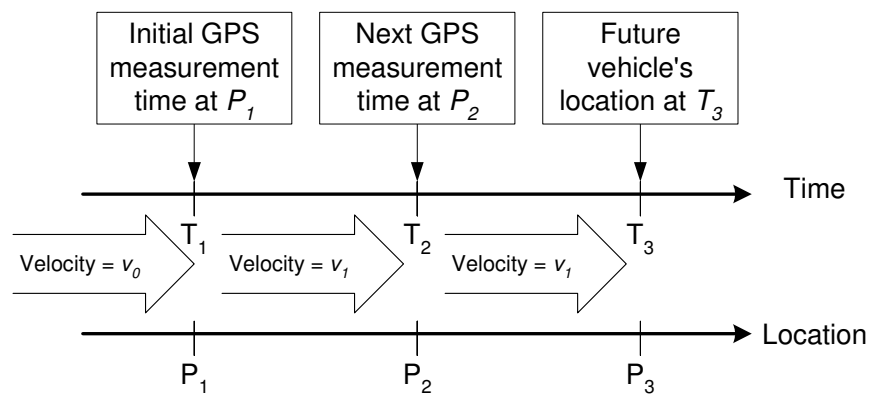 Initial GPS
measurement
time at P₁
Next GPS
measurement
time at P₂
Future
vehicle's
location at T₃
Time
T₁
T₂
T₃
Velocity = v₀
Velocity = v₁
Velocity = v₁
Location
P₁
P₂
P₃